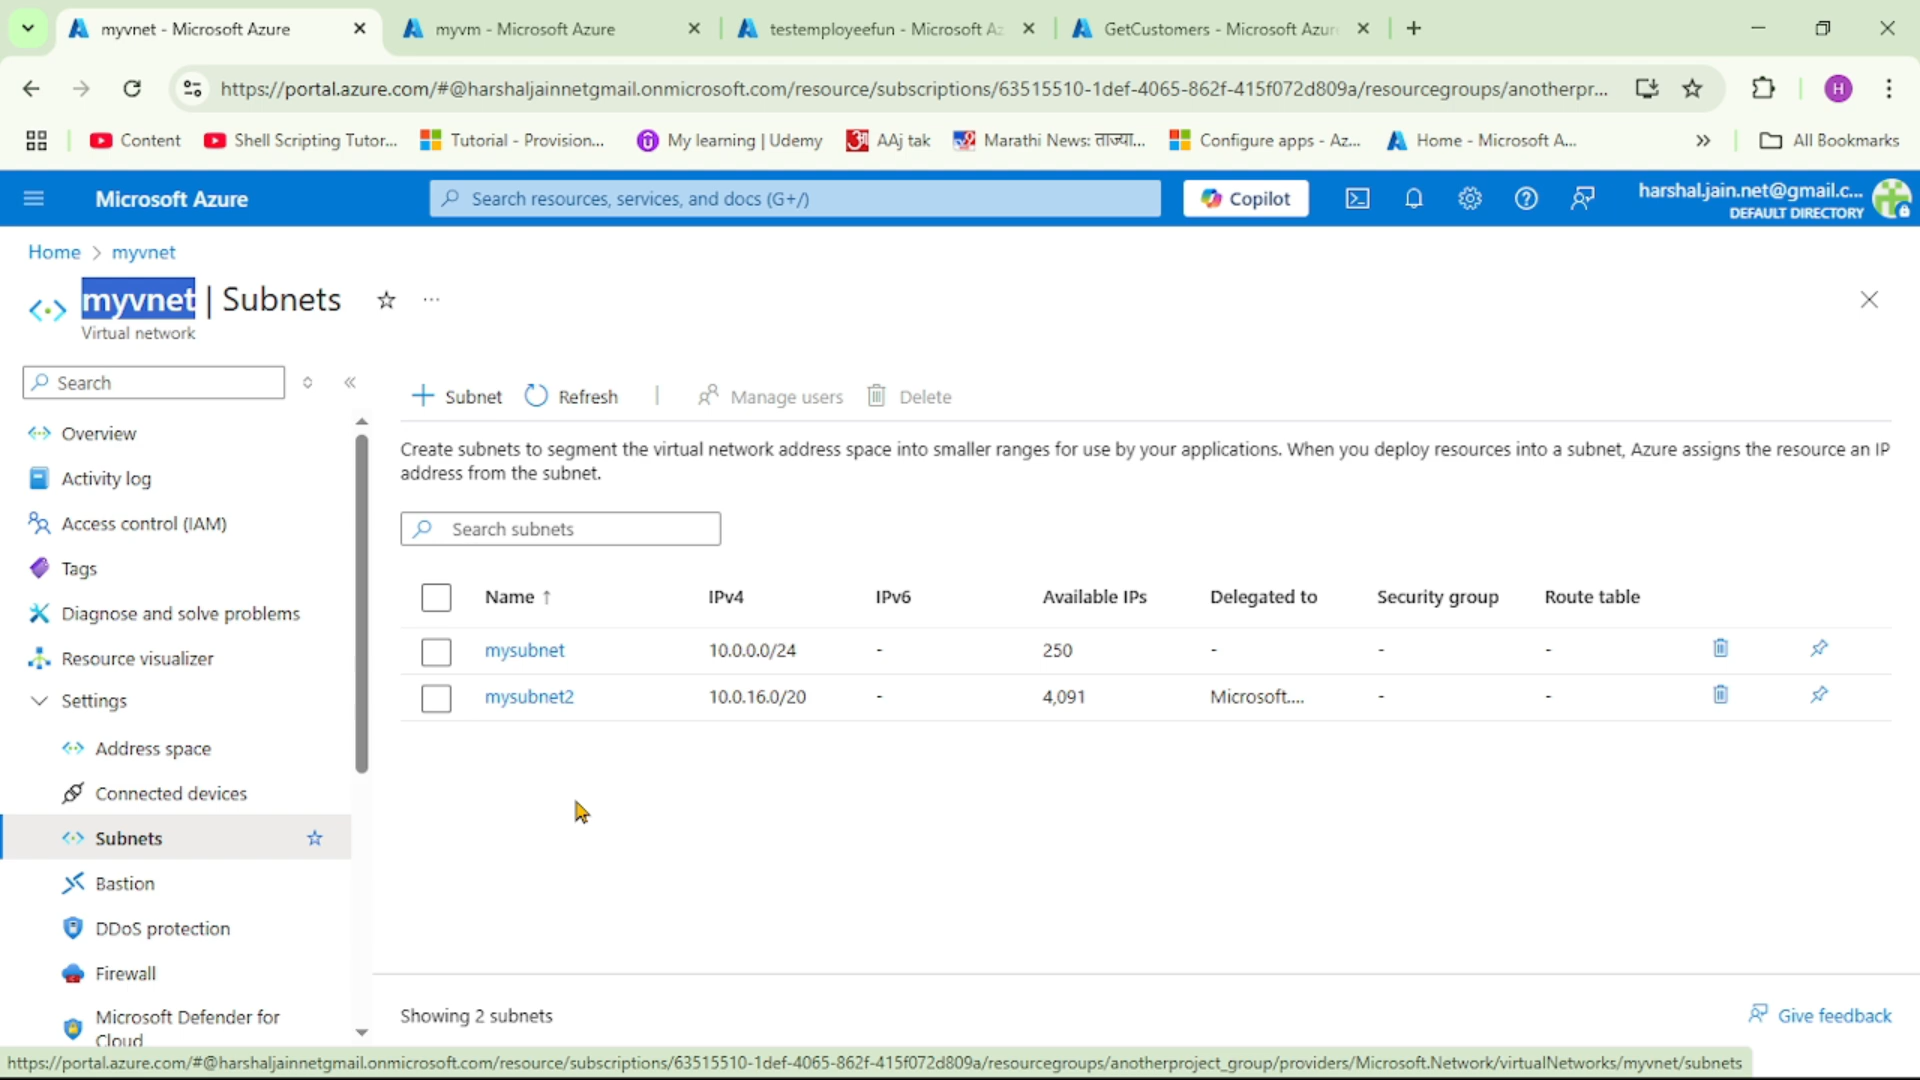 myvnet - Microsoft Azure
myvm - Microsoft Azure
testemployeefun - Microsoft Az
GetCustomers - Microsoft Azur
https://portal.azure.com/#@harshaljainnetgmail.onmicrosoft.com/resource/subscriptions/63515510-1def-4065-862f-415f072d809a/resourcegroups/anotherpr...
H
Content
Shell Scripting Tutor...
Tutorial - Provision...
My learning | Udemy
AAj tak
Marathi News: ताज्या...
Configure apps - Az...
Home - Microsoft A...
All Bookmarks
Microsoft Azure
Search resources, services, and docs (G+/)
Copilot
harshal.jain.net@gmail.c...
DEFAULT DIRECTORY
Home > myvnet
myvnet | Subnets
Virtual network
Search
Overview
Activity log
Access control (IAM)
Tags
Diagnose and solve problems
Resource visualizer
Settings
Address space
Connected devices
Subnets
Bastion
DDoS protection
Firewall
Microsoft Defender for
Cloud
+ Subnet Refresh | Manage users Delete
Create subnets to segment the virtual network address space into smaller ranges for use by your applications. When you deploy resources into a subnet, Azure assigns the resource an IP
address from the subnet.
Search subnets
Name ↑ IPv4 IPv6 Available IPs Delegated to Security group Route table
mysubnet 10.0.0.0/24 - 250 - - -
mysubnet2 10.0.16.0/20 - 4,091 Microsoft.... - -
Showing 2 subnets
Give feedback
https://portal.azure.com/#@harshaljainnetgmail.onmicrosoft.com/resource/subscriptions/63515510-1def-4065-862f-415f072d809a/resourcegroups/anotherproject_group/providers/Microsoft.Network/virtualNetworks/myvnet/subnets